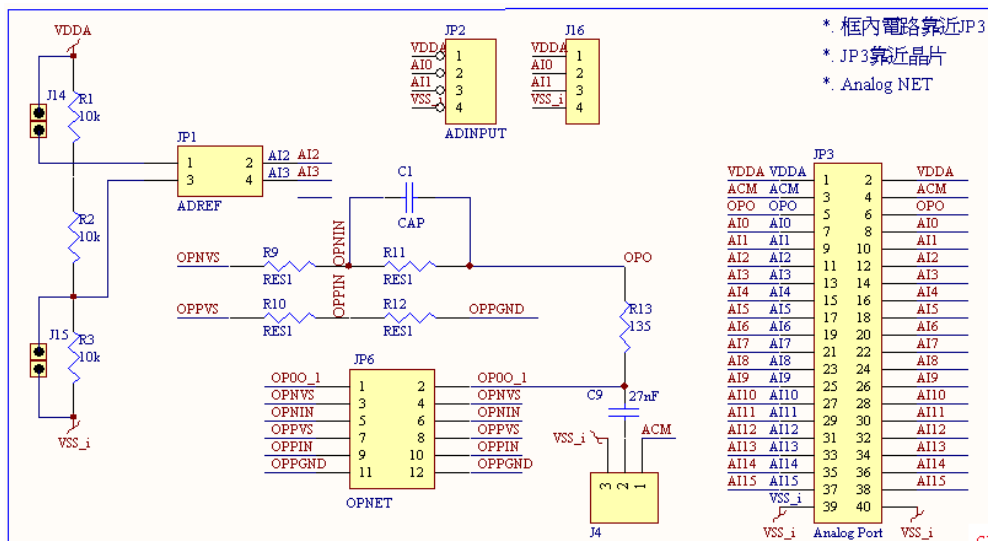 *. 框內電路靠近JP3
*. JP3靠近晶片
*. Analog NET
VDDA
J14
R1
10k
R2
10k
J15
R3
10k
VSS_i
JP1
1 2 AI2 AI2
3 4 AI3 AI3
ADREF
JP2
VDDA 1
AI0 2
AI1 3
VSS_i 4
ADINPUT
J16
VDDA 1
AI0 2
AI1 3
VSS_i 4
C1
CAP
OPNVS
R9
RES1
OPNIN
R11
RES1
OPO
OPPVS
R10
RES1
OPPIN
R12
RES1
OPPGND
R13
135
JP6
OP0O_1 1 2 OP0O_1
OPNVS 3 4 OPNVS
OPNIN 5 6 OPNIN
OPPVS 7 8 OPPVS
OPPIN 9 10 OPPIN
OPPGND 11 12 OPPGND
OPNET
C9
27nF
VSS_i
ACM
3 2 1
J4
JP3
VDDA VDDA 1 2 VDDA
ACM ACM 3 4 ACM
OPO OPO 5 6 OPO
AI0 AI0 7 8 AI0
AI1 AI1 9 10 AI1
AI2 AI2 11 12 AI2
AI3 AI3 13 14 AI3
AI4 AI4 15 16 AI4
AI5 AI5 17 18 AI5
AI6 AI6 19 20 AI6
AI7 AI7 21 22 AI7
AI8 AI8 23 24 AI8
AI9 AI9 25 26 AI9
AI10 AI10 27 28 AI10
AI11 AI11 29 30 AI11
AI12 AI12 31 32 AI12
AI13 AI13 33 34 AI13
AI14 AI14 35 36 AI14
AI15 AI15 37 38 AI15
VSS_i 39 40
VSS_i
VSS_i
Analog Port